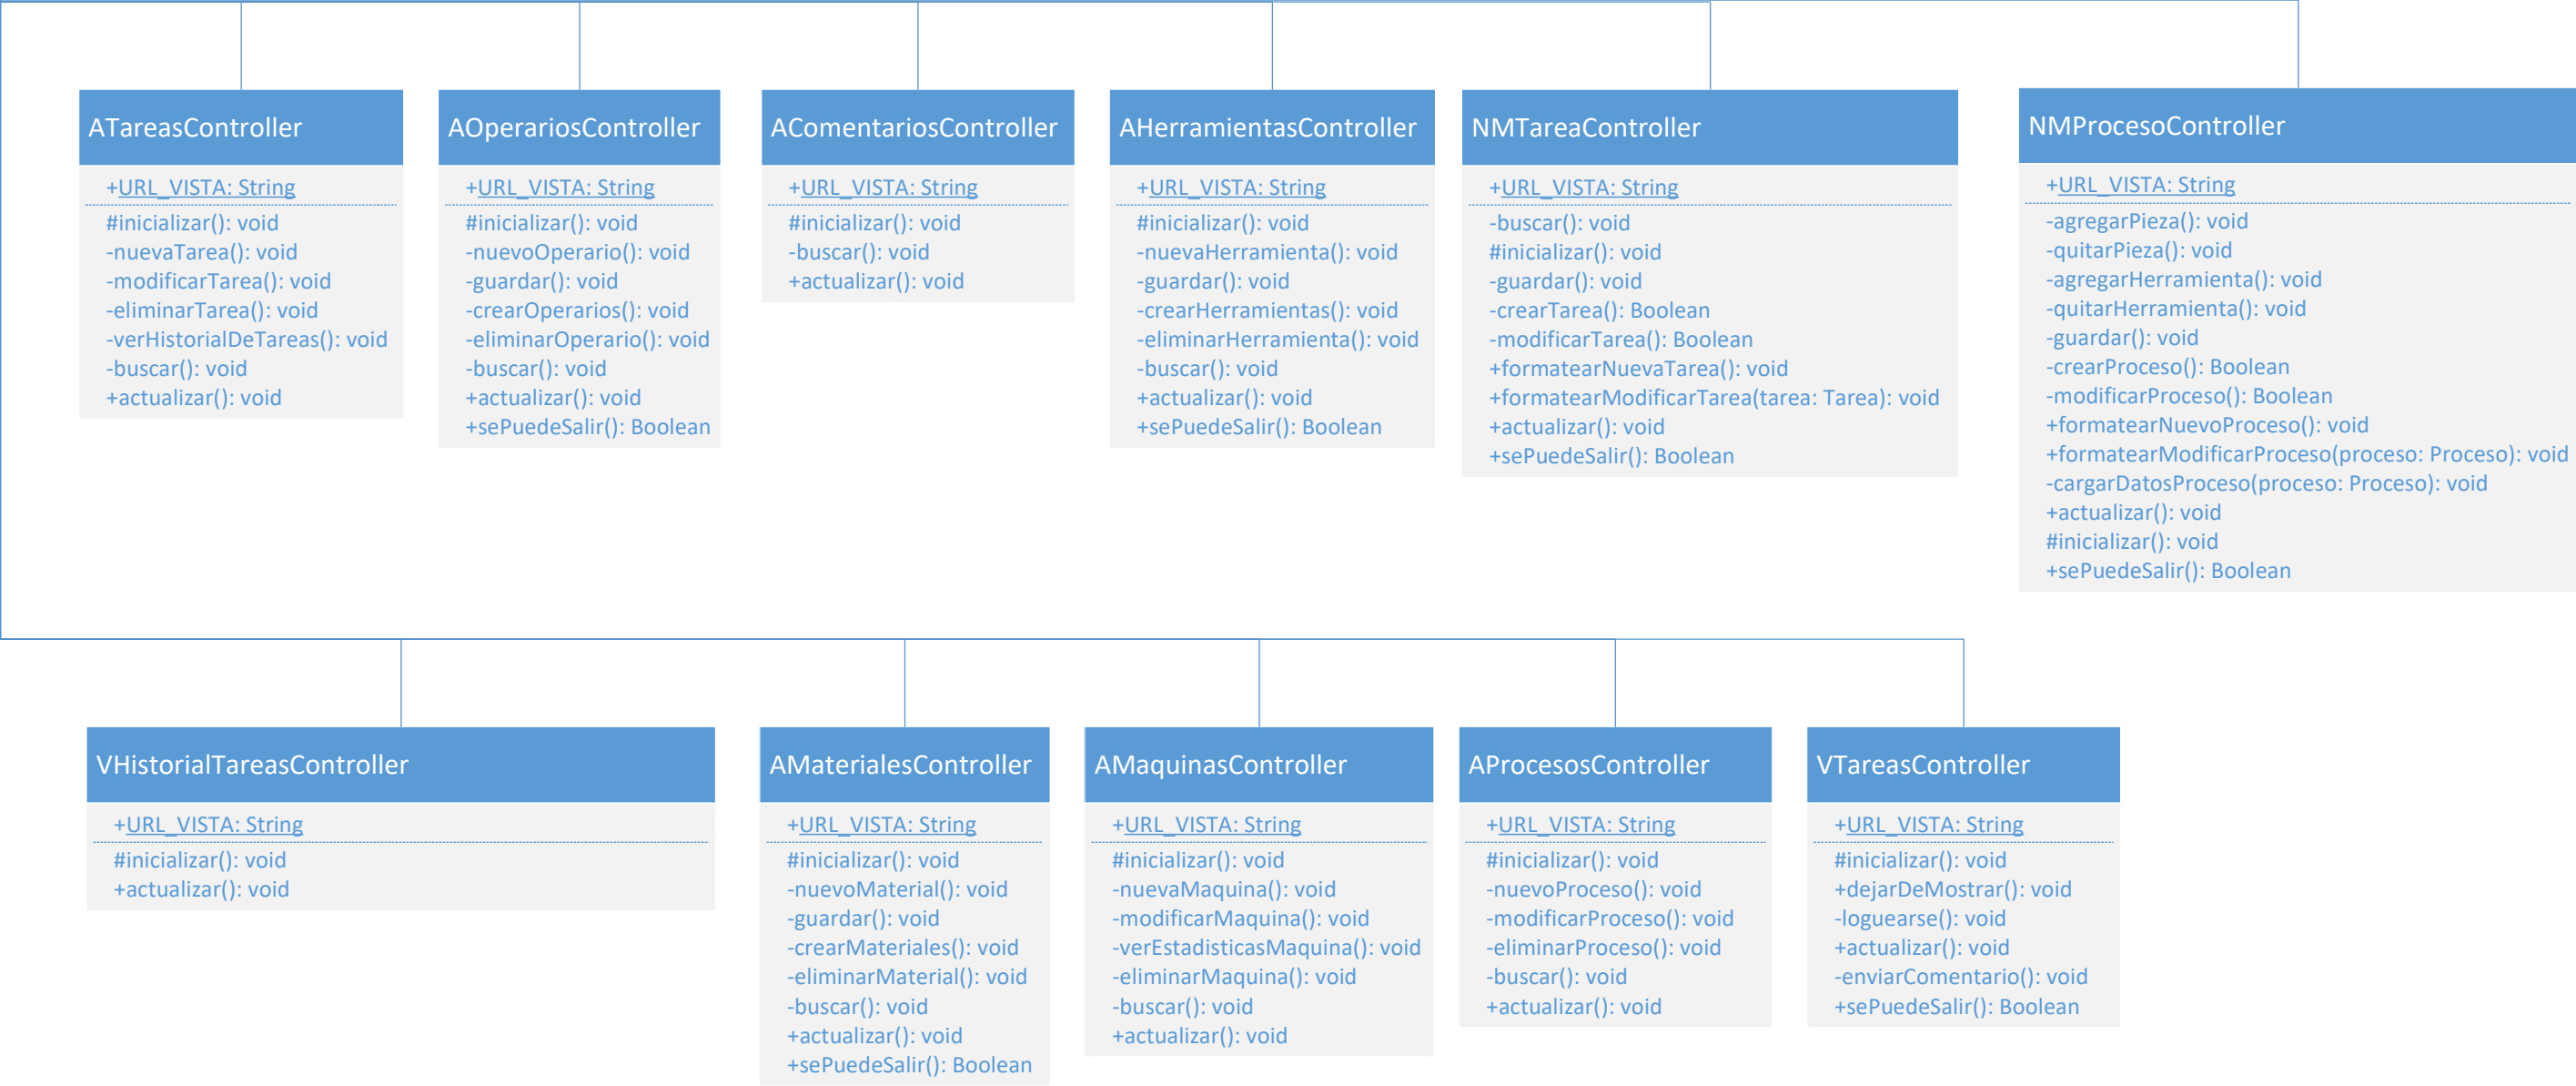 ATareasController
+URL_VISTA: String
#inicializar(): void
-nuevaTarea(): void
-modificarTarea(): void
-eliminarTarea(): void
-verHistorialDeTareas(): void
-buscar(): void
+actualizar(): void
AOperariosController
+URL_VISTA: String
#inicializar(): void
-nuevoOperario(): void
-guardar(): void
-crearOperarios(): void
-eliminarOperario(): void
-buscar(): void
+actualizar(): void
+sePuedeSalir(): Boolean
AComentariosController
+URL_VISTA: String
#inicializar(): void
-buscar(): void
+actualizar(): void
AHerramientasController
+URL_VISTA: String
#inicializar(): void
-nuevaHerramienta(): void
-guardar(): void
-crearHerramientas(): void
-eliminarHerramienta(): void
-buscar(): void
+actualizar(): void
+sePuedeSalir(): Boolean
NMTareaController
+URL_VISTA: String
-buscar(): void
#inicializar(): void
-guardar(): void
-crearTarea(): Boolean
-modificarTarea(): Boolean
+formatearNuevaTarea(): void
+formatearModificarTarea(tarea: Tarea): void
+actualizar(): void
+sePuedeSalir(): Boolean
NMProcesoController
+URL_VISTA: String
-agregarPieza(): void
-quitarPieza(): void
-agregarHerramienta(): void
-quitarHerramienta(): void
-guardar(): void
-crearProceso(): Boolean
-modificarProceso(): Boolean
+formatearNuevoProceso(): void
+formatearModificarProceso(proceso: Proceso): void
-cargarDatosProceso(proceso: Proceso): void
+actualizar(): void
#inicializar(): void
+sePuedeSalir(): Boolean
VHistorialTareasController
+URL_VISTA: String
#inicializar(): void
+actualizar(): void
AMaterialesController
+URL_VISTA: String
#inicializar(): void
-nuevoMaterial(): void
-guardar(): void
-crearMateriales(): void
-eliminarMaterial(): void
-buscar(): void
+actualizar(): void
+sePuedeSalir(): Boolean
AMaquinasController
+URL_VISTA: String
#inicializar(): void
-nuevaMaquina(): void
-modificarMaquina(): void
-verEstadisticasMaquina(): void
-eliminarMaquina(): void
-buscar(): void
+actualizar(): void
AProcesosController
+URL_VISTA: String
#inicializar(): void
-nuevoProceso(): void
-modificarProceso(): void
-eliminarProceso(): void
-buscar(): void
+actualizar(): void
VTareasController
+URL_VISTA: String
#inicializar(): void
+dejarDeMostrar(): void
-loguearse(): void
+actualizar(): void
-enviarComentario(): void
+sePuedeSalir(): Boolean